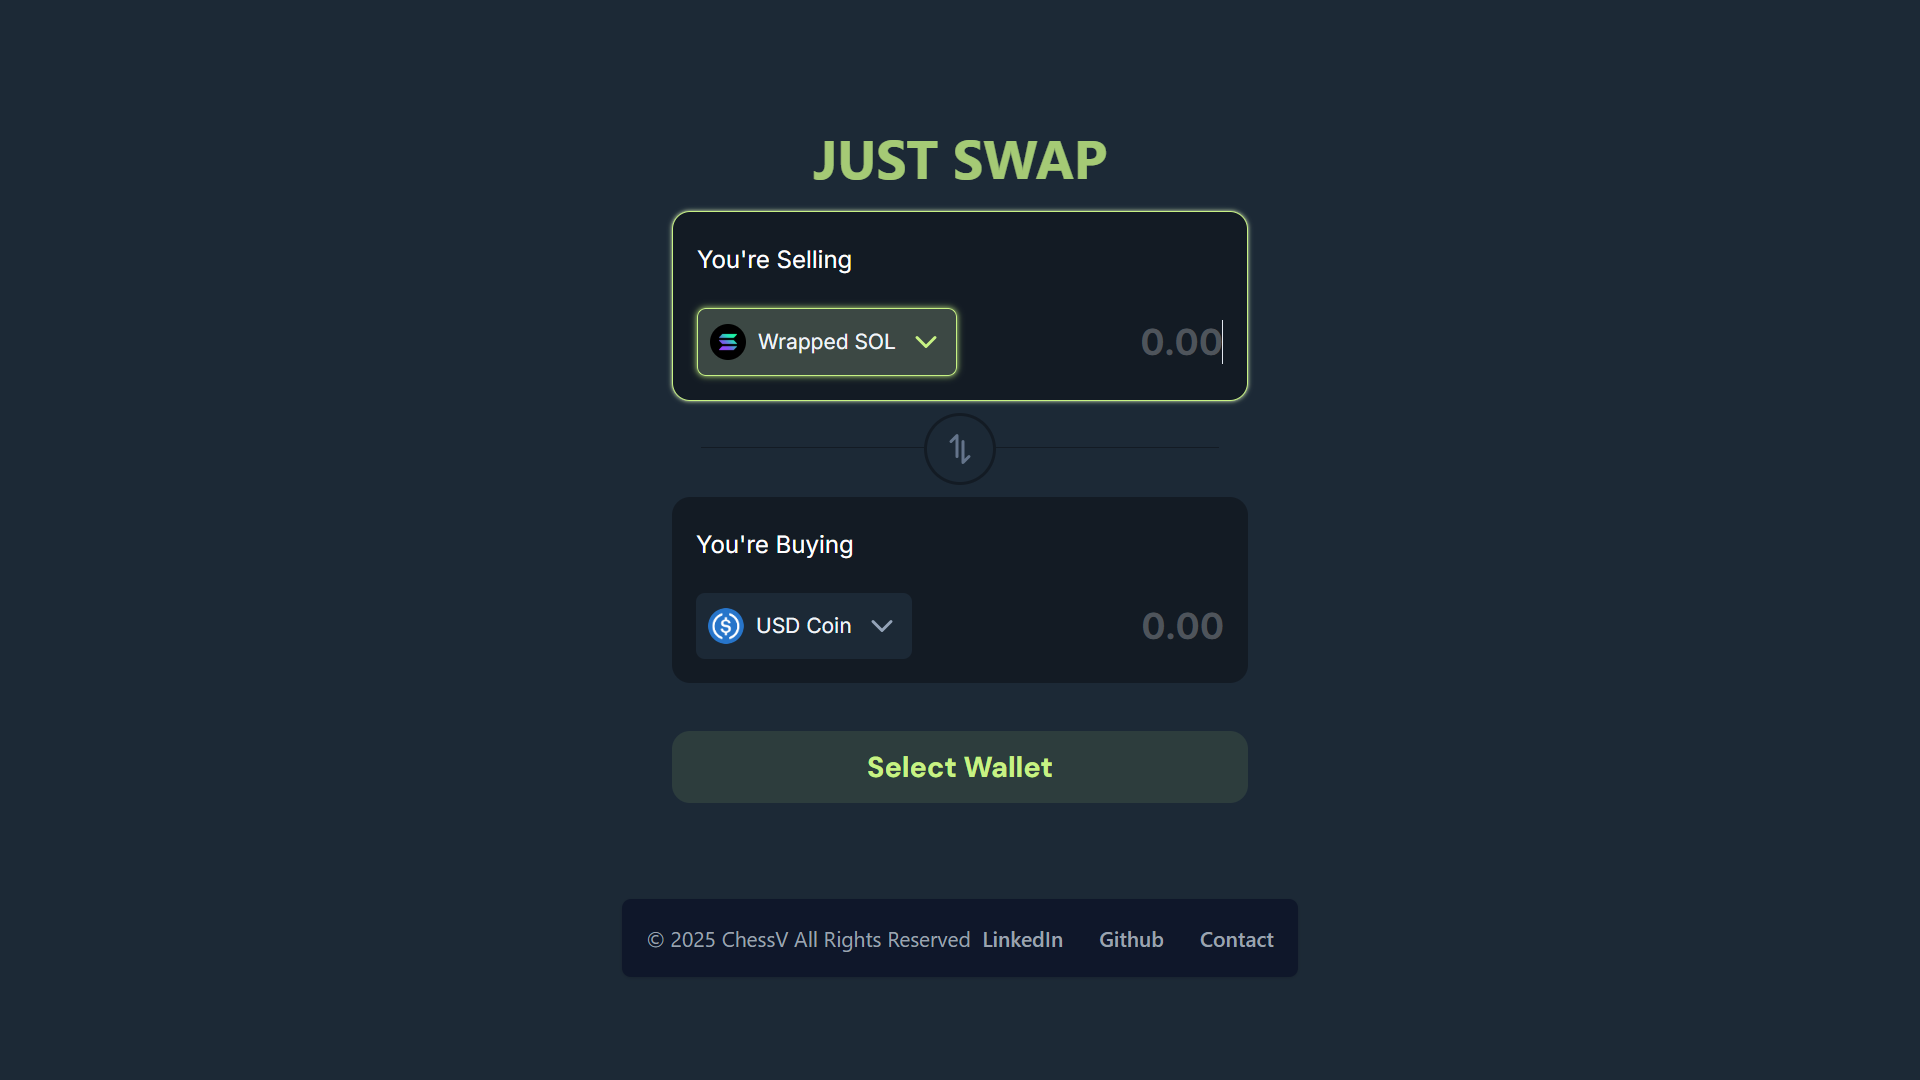 JUST SWAP
You're Selling
Wrapped SOL
0.00
You're Buying
USD Coin
0.00
Select Wallet
© 2025 ChessV All Rights Reserved LinkedIn Github Contact